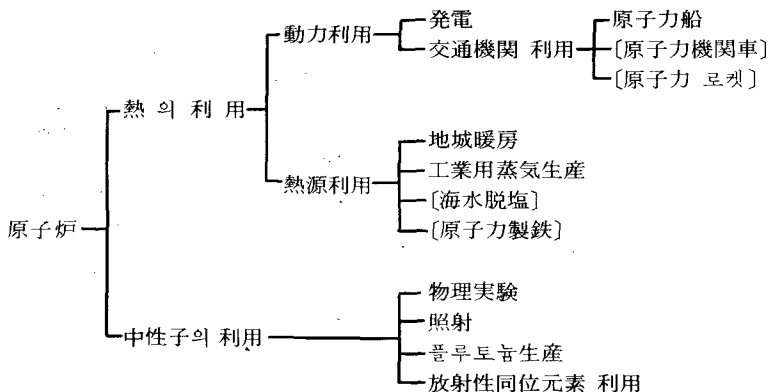 発電
原子力船
動力利用
交通機関 利用
〔原子力機関車〕
〔原子力 로켓〕
熱 의 利 用
地城暖房
工業用蒸気生産
熱源利用
〔海水脱塩〕
〔原子力製鉄〕
原子炉
物理実験
照射
中性子의 利用
플루토늄生産
放射性同位元素 利用